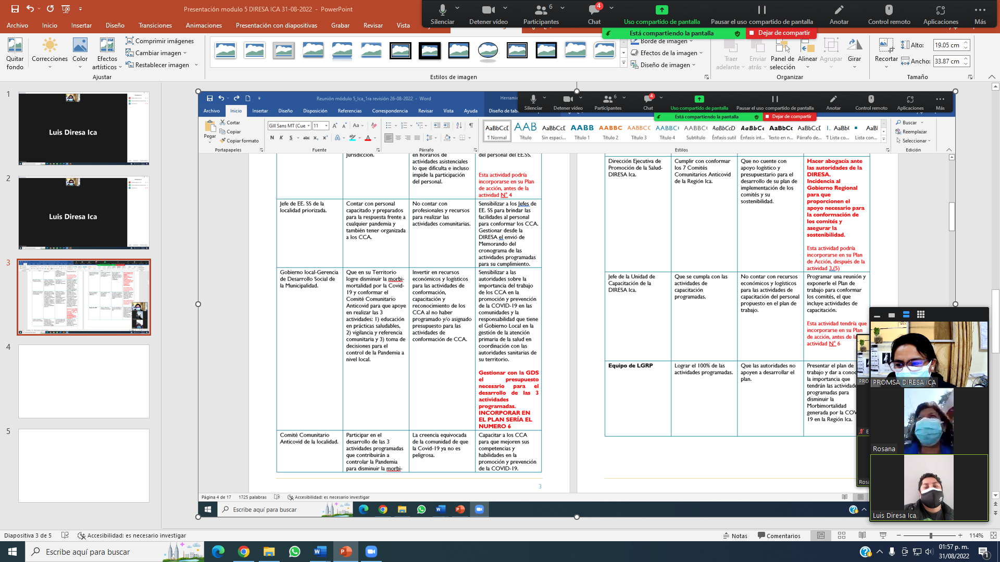 Presentación modulo 5 DIRESA ICA 31-08-2022 - PowerPoint
Archivo Inicio Insertar Diseño Transiciones Animaciones Presentación con diapositivas Grabar Revisar Vista
Silenciar Detener vídeo Participantes 6 Chat 4 Uso compartido de pantalla Pausar el uso compartido de pantalla Anotar Control remoto Aplicaciones Más
Está compartiendo la pantalla Dejar de compartir
Quitar fondo
Correcciones
Color
Efectos artísticos
Comprimir imágenes
Cambiar imagen
Restablecer imagen
Ajustar
Estilos de imagen
Borde de imagen
Efectos de la imagen
Diseño de imagen
Traer adelante
Enviar atrás
Panel de selección
Alinear
Agrupar
Girar
Organizar
Recortar
Alto: 19.05 cm
Ancho: 33.87 cm
Tamaño
1
Luis Diresa Ica
2
Luis Diresa Ica
3
4
5
Reunión módulo 5_Ica_1ra revisión 26-08-2022 - Word
Herramie
Archivo Inicio Insertar Diseño Disposición Referencias Correspondencia Revisar Vista Ayuda Diseño de tab
Silenciar Detener vídeo Participantes 6 Chat 4 Uso compartido de pantalla Pausar el uso compartido de pantalla Anotar Control remoto Aplicaciones Más
Está compartiendo la pantalla Dejar de compartir
Pegar
Cortar
Copiar
Copiar formato
Portapapeles
Gill Sans MT (Cue 11
N K S abc
Fuente
Párrafo
¶ Normal Título Sin espaci... Título 1 Título 2 Título 3 Título 4 Subtítulo Énfasis sutil Énfasis int... Texto en n... Párrafo de... ¶ Lista co... Lista con...
Estilos
Buscar
Reemplazar
Seleccionar
Edición
jurisdicción.
en horarios de
actividades asistenciales
lo que dificulta e incluso
impide la participación
del personal.
del personal del EE.SS.
Esta actividad podría
incorporarse en su Plan
de acción, antes de la
actividad N° 4
Jefe de EE. SS de la
localidad priorizada.
Contar con personal
capacitado y preparados
para la respuesta frente a
cualquier pandemia y
también tener organizada
a los CCA.
No contar con
profesionales y recursos
para realizar las
actividades comunitarias.
Sensibilizar a los Jefes de
EE. SS para brindar las
facilidades al personal
para conformar los CCA.
Gestionar desde la
DIRESA el envió de
Memorando del
cronograma de las
actividades programadas
para su cumplimiento.
Gobierno local-Gerencia
de Desarrollo Social de
la Municipalidad.
Que en su Territorio
logre disminuir la morbi-
mortalidad por la Covid-
19 y conformar el
Comité Comunitario
Anticovid para que apoye
en realizar las 3
actividades: 1) educación
en prácticas saludables,
2) vigilancia y referencia
comunitaria y 3) toma de
decisiones para el
control de la Pandemia a
nivel local.
Invertir en recursos
económicos y logísticos
para las actividades de
conformación,
capacitación y
reconocimiento de los
CCA al no haber
programado y/o asignado
presupuesto para las
actividades de
conformación de CCA.
Sensibilizar a las
autoridades sobre la
importancia del trabajo
de los CCA en la
promoción y prevención
de la COVID-19 en las
comunidades y la
responsabilidad que tiene
el Gobierno Local en la
gestión de la atención
primaria de la salud en
coordinación con las
autoridades sanitarias de
su territorio.
Gestionar con la GDS
el presupuesto
necesario para el
desarrollo de las 3
actividades
programadas.
INCORPORAR EN
EL PLAN SERÍA EL
NUMERO 6
Comité Comunitario
Anticovid de la localidad.
Participar en el
desarrollo de las 3
actividades programadas
que contribuirán a
controlar la Pandemia
para disminuir la morbi-
La creencia equivocada
de la comunidad de que
la Covid-19 ya no es
peligrosa.
Capacitar a los CCA
para que mejoren sus
competencias y
habilidades en la
promoción y prevención
de la COVID-19.
3
Dirección Ejecutiva de
Promoción de la Salud-
DIRESA Ica.
Cumplir con conformar
los 7 Comités
Comunitarios Anticovid
de la Región Ica.
Que no cuente con
apoyo logístico y
presupuestario para el
desarrollo de su plan de
implementación de los
comités y su
sostenibilidad.
Hacer abogacía ante
las autoridades de la
DIRESA.
Incidencia al
Gobierno Regional
para que
proporcionen el
apoyo necesario para
la conformación de
los comités y
asegurar la
sostenibilidad.
Esta actividad podría
incorporarse en su Plan
de Acción, después de la
actividad 3.(5)
Jefe de la Unidad de
Capacitación de la
DIRESA Ica.
Que se cumpla con las
actividades de
capacitación
programadas.
No contar con recursos
económicos y logísticos
para las actividades de
capacitación del personal
propuesto en el plan de
trabajo.
Programar una reunión y
exponerle el Plan de
trabajo para conformar
los comités, el que
incluye actividades de
capacitación.
Esta actividad tendría que
incorporarse en su Plan
de acción, antes de la
actividad N° 6
Equipo de LGRP
Lograr el 100% de las
actividades programadas.
Que las autoridades no
apoyen a desarrollar el
plan.
Presentar el plan de
trabajo y dar a conoc
la importancia que
tendrán las actividade
programadas para
disminuir la
Morbimortalidad
generada por la COV
19 en la Región Ica.
PRO
E
Rosa
PROMSA DIRESA ICA
Rosana
Luis Diresa Ica
Página 4 de 17 1725 palabras Accesibilidad: es necesario investigar
Escribe aquí para buscar
Diapositiva 3 de 5 Accesibilidad: es necesario investigar Notas Comentarios 114%
Escribe aquí para buscar
01:57 p. m.
31/08/2022
1